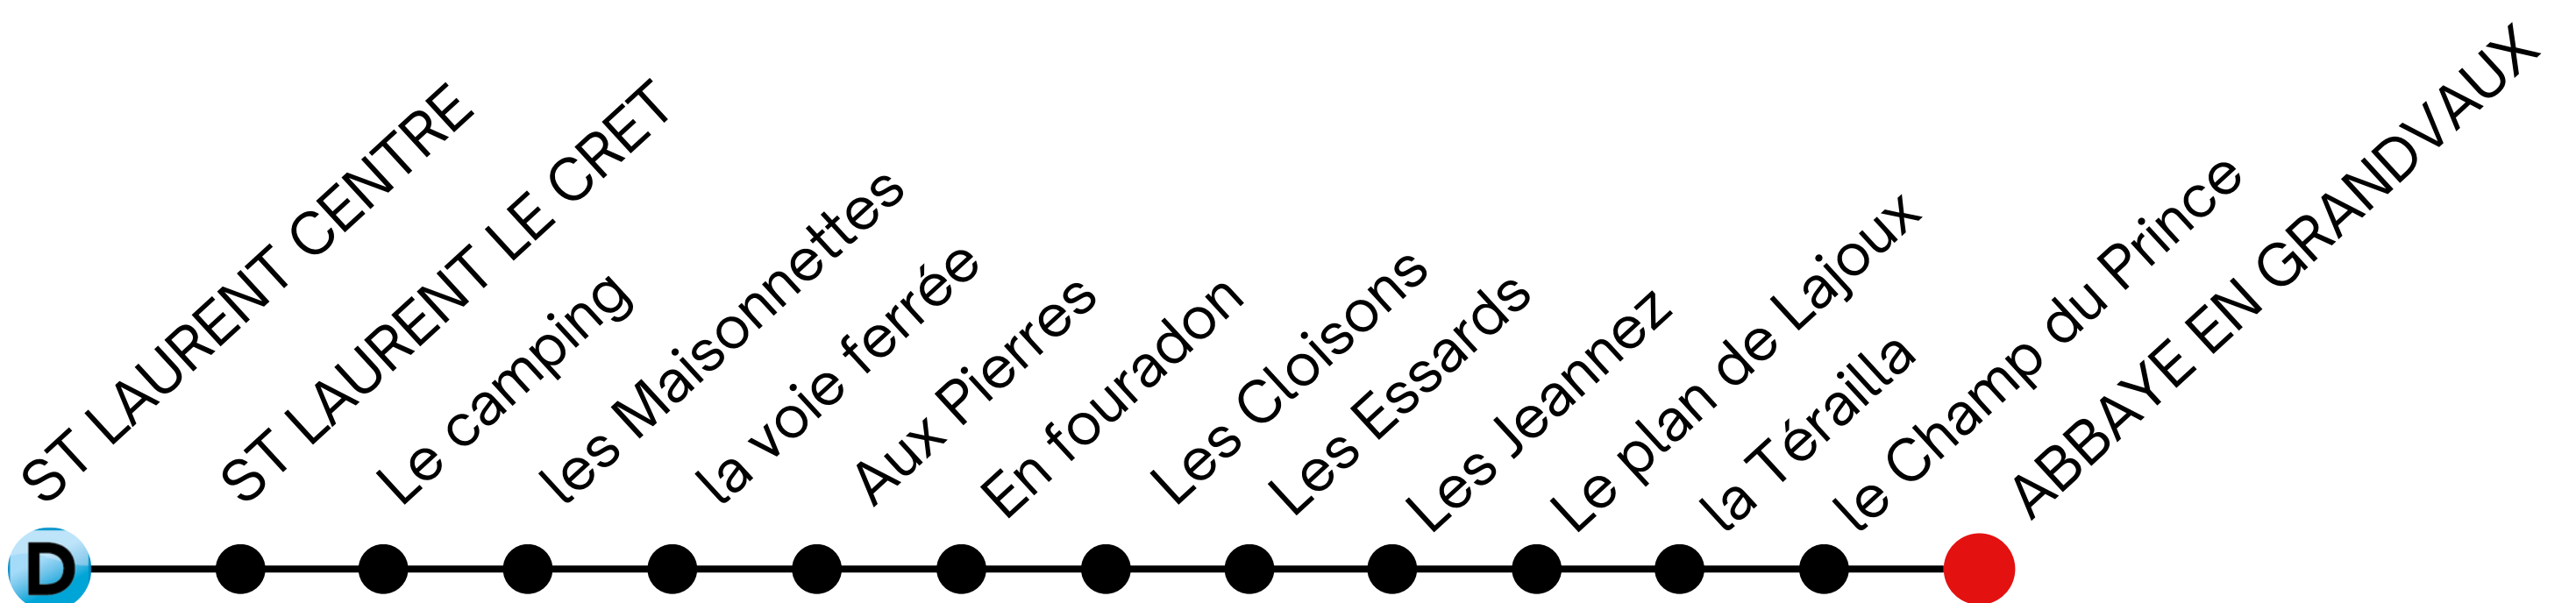 ST LAURENT CENTRE
ST LAURENT LE CRET
Le camping
les Maisonnettes
la voie ferrée
Aux Pierres
En fouradon
Les Cloisons
Les Essards
Les Jeannez
Le plan de Lajoux
la Térailla
le Champ du Prince
ABBAYE EN GRANDVAUX
D